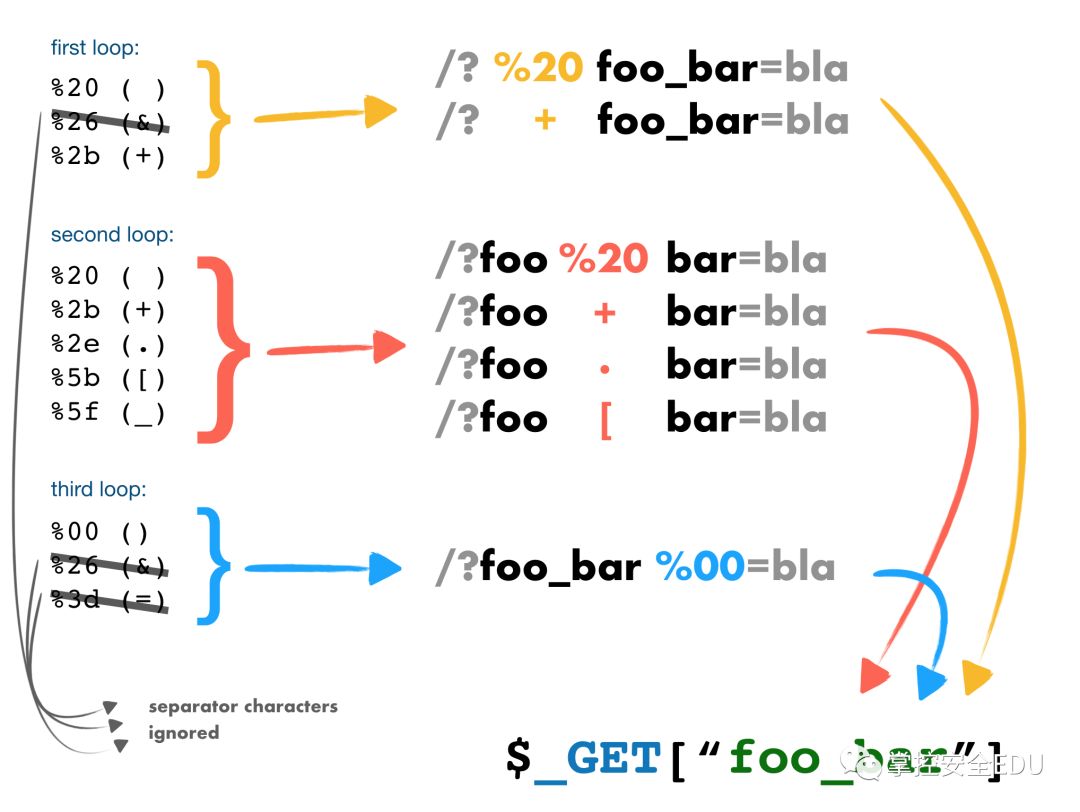 first loop:
%20 ( )
%26 (&)
%2b (+)
/? %20 foo_bar=bla
/? + foo_bar=bla
second loop:
%20 ( )
%2b (+)
%2e (.)
%5b ([)
%5f (_)
/?foo %20 bar=bla
/?foo + bar=bla
/?foo . bar=bla
/?foo [ bar=bla
third loop:
%00 ()
%26 (&)
%3d (=)
/?foo_bar %00=bla
separator characters
ignored
$_GET[“foo_bar”]
掌控安全EDU